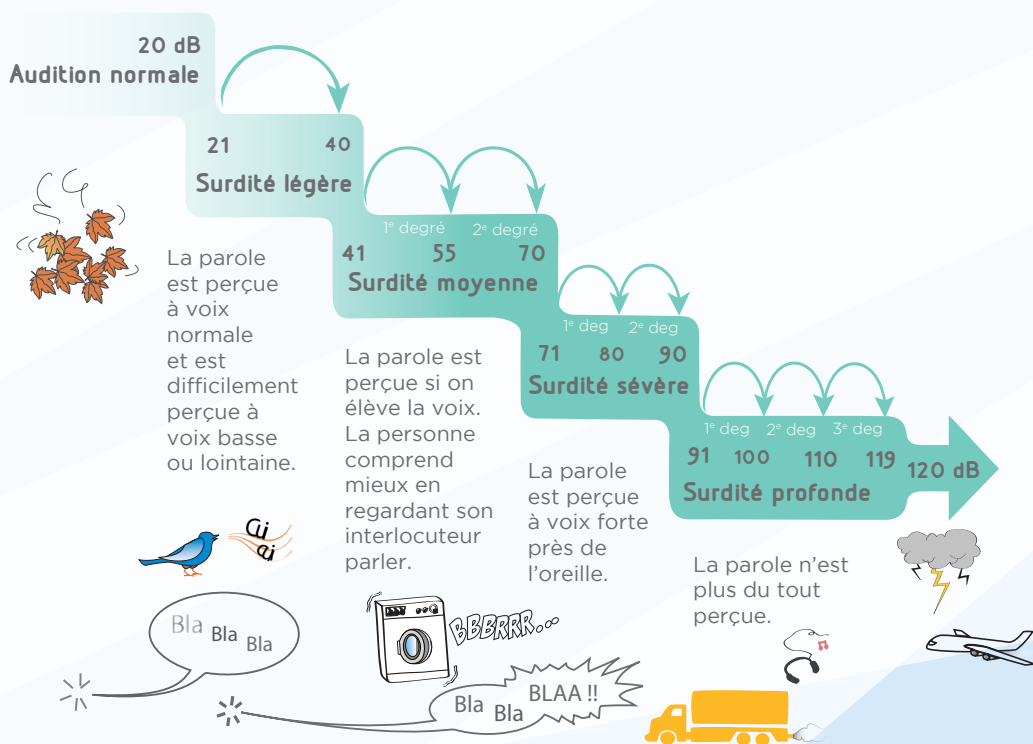 20 dB
Audition normale
21 40
Surdité légère
1e degré 2e degré
41 55 70
Surdité moyenne
1e deg 2e deg
71 80 90
Surdité sévère
1e deg 2e deg 3e deg
91 100 110 119
120 dB
Surdité profonde
La parole
est perçue
à voix
normale
et est
difficilement
perçue à
voix basse
ou lointaine.
La parole est
perçue si on
élève la voix.
La personne
comprend
mieux en
regardant son
interlocuteur
parler.
La parole
est perçue
à voix forte
près de
l’oreille.
La parole n’est
plus du tout
perçue.
Cui
cui
BBBRRR...
Bla Bla Bla
Bla Bla BLAA !!